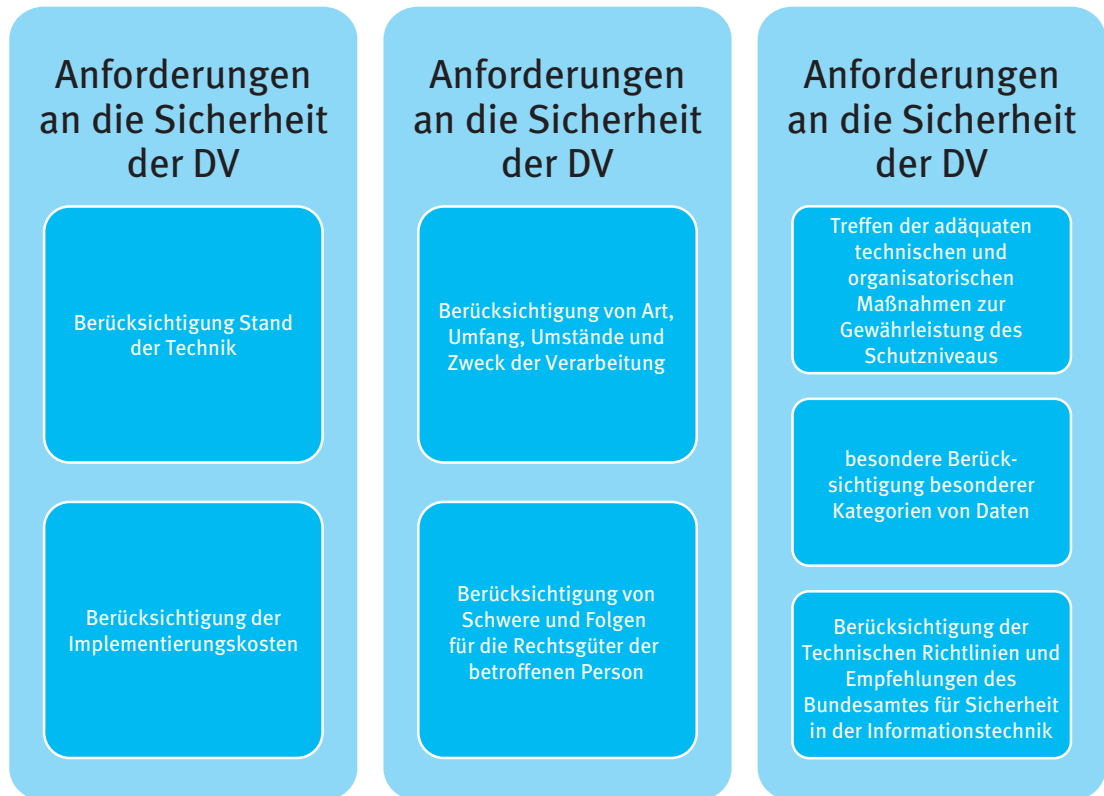 Anforderungen
an die Sicherheit
der DV
Berücksichtigung Stand
der Technik
Berücksichtigung der
Implementierungskosten
Anforderungen
an die Sicherheit
der DV
Berücksichtigung von Art,
Umfang, Umstände und
Zweck der Verarbeitung
Berücksichtigung von
Schwere und Folgen
für die Rechtsgüter der
betroffenen Person
Anforderungen
an die Sicherheit
der DV
Treffen der adäquaten
technischen und
organisatorischen
Maßnahmen zur
Gewährleistung des
Schutzniveaus
besondere Berück-
sichtigung besonderer
Kategorien von Daten
Berücksichtigung der
Technischen Richtlinien und
Empfehlungen des
Bundesamtes für Sicherheit
in der Informationstechnik